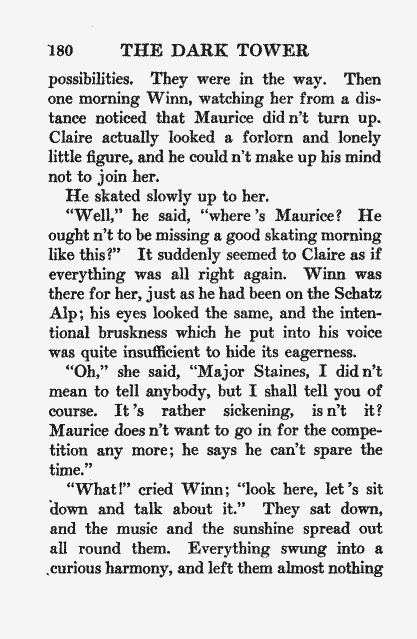 180 THE DARK TOWER
possibilities. They were in the way. Then
one morning Winn, watching her from a dis-
tance noticed that Maurice did n't turn up.
Claire actually looked a forlorn and lonely
little figure, and he could n't make up his mind
not to join her.
He skated slowly up to her.
"Well," he said, "where 's Maurice? He
ought n't to be missing a good skating morning
like this?" It suddenly seemed to Claire as if
everything was all right again. Winn was
there for her, just as he had been on the Schatz
Alp; his eyes looked the same, and the inten-
tional bruskness which he put into his voice
was quite insufficient to hide its eagerness.
"Oh," she said, "Major Staines, I did n't
mean to tell anybody, but I shall tell you of
course. It 's rather sickening, is n't it?
Maurice does n't want to go in for the compe-
tition any more; he says he can't spare the
time."
"What!" cried Winn; "look here, let 's sit
down and talk about it." They sat down,
and the music and the sunshine spread out
all round them. Everything swung into a
curious harmony, and left them almost nothing